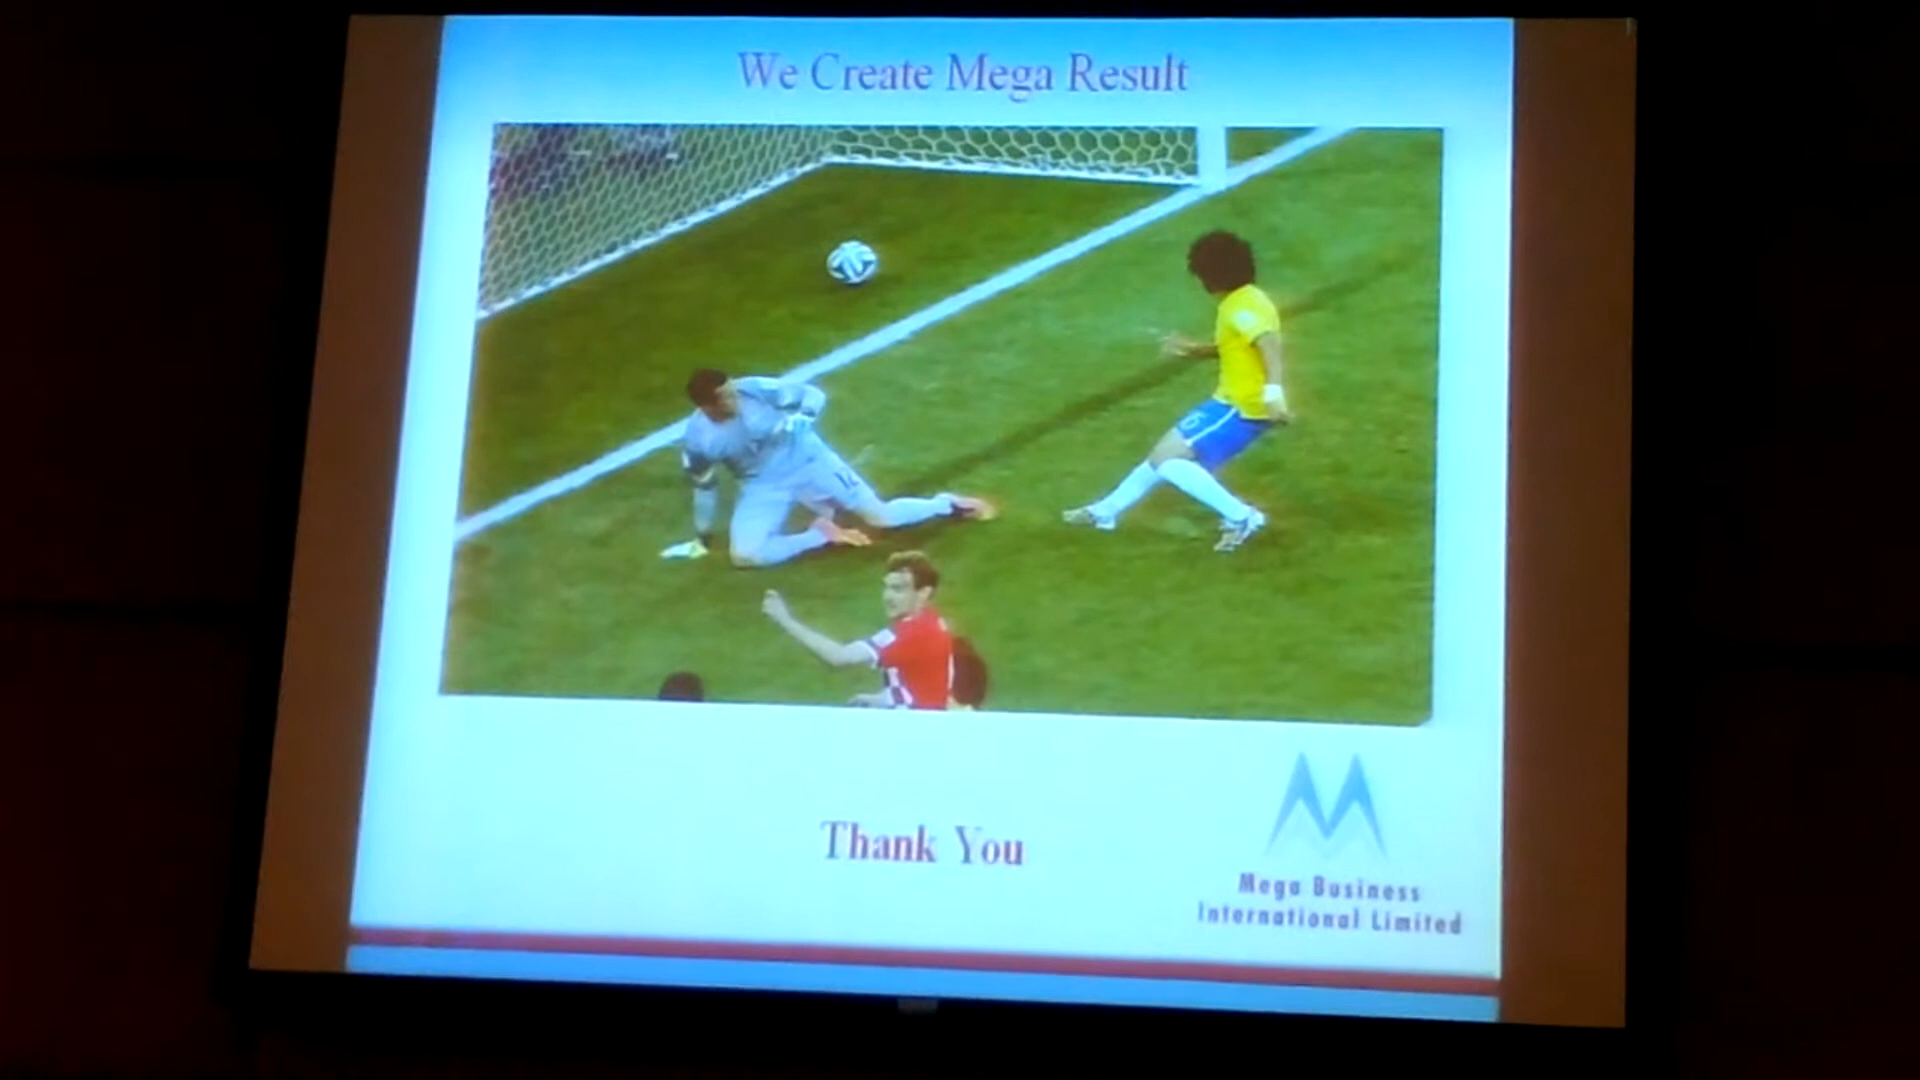 We Create Mega Result
Thank You
Mega Business
International Limited